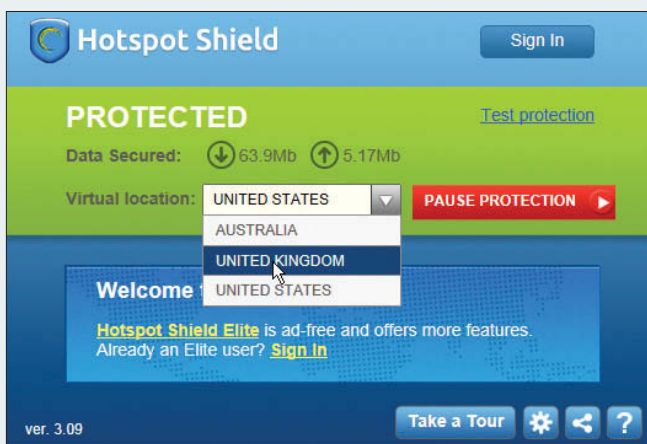 Hotspot Shield
Sign In
PROTECTED
Test protection
Data Secured: 63.9Mb 5.17Mb
Virtual location: UNITED STATES PAUSE PROTECTION
AUSTRALIA
UNITED KINGDOM
UNITED STATES
Welcome
Hotspot Shield Elite is ad-free and offers more features.
Already an Elite user? Sign In
ver. 3.09
Take a Tour ?